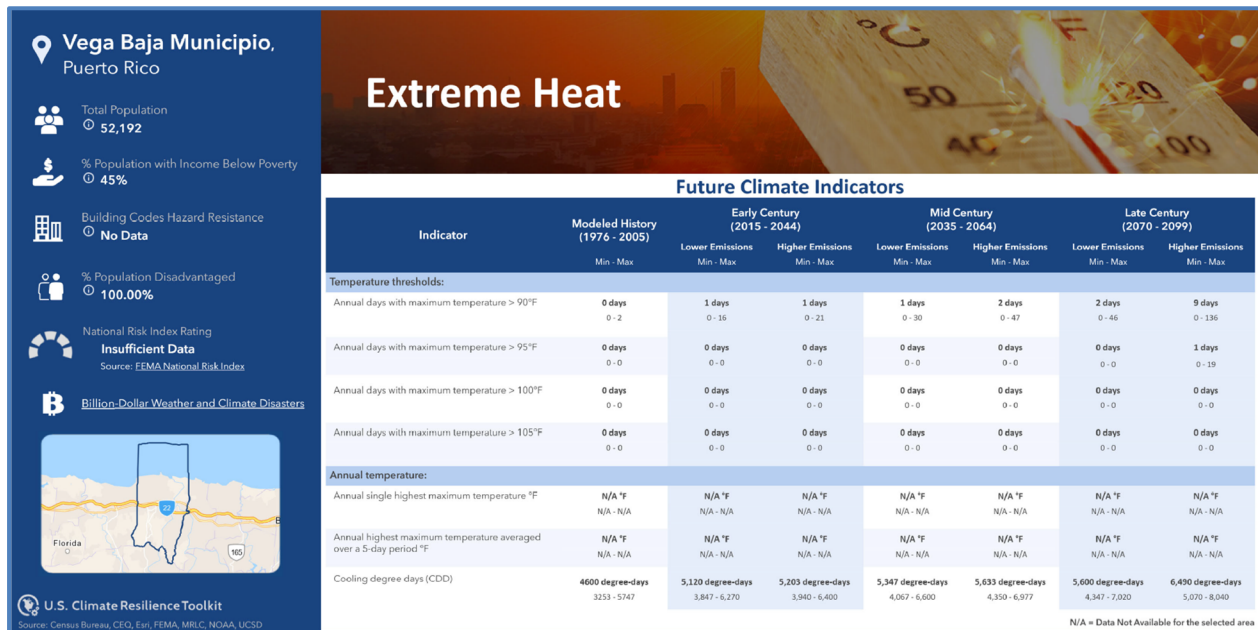 Vega Baja Municipio,
Puerto Rico
Total Population
52,192
% Population with Income Below Poverty
45%
Building Codes Hazard Resistance
No Data
% Population Disadvantaged
100.00%
National Risk Index Rating
Insufficient Data
Source: FEMA National Risk Index
Billion-Dollar Weather and Climate Disasters
22
Florida
165
U.S. Climate Resilience Toolkit
Source: Census Bureau, CEQ, Esri, FEMA, MRLC, NOAA, UCSD
Extreme Heat
°C
F
50
120
40
100
Future Climate Indicators
Indicator Modeled History (1976 - 2005) Early Century (2015 - 2044) Mid Century (2035 - 2064) Late Century (2070 - 2099)
Lower Emissions Higher Emissions Lower Emissions Higher Emissions Lower Emissions Higher Emissions
Min - Max Min - Max Min - Max Min - Max Min - Max Min - Max Min - Max
Temperature thresholds:
Annual days with maximum temperature > 90°F 0 days 1 days 1 days 1 days 2 days 2 days 9 days
0 - 2 0 - 16 0 - 21 0 - 30 0 - 47 0 - 46 0 - 136
Annual days with maximum temperature > 95°F 0 days 0 days 0 days 0 days 0 days 0 days 1 days
0 - 0 0 - 0 0 - 0 0 - 0 0 - 0 0 - 0 0 - 19
Annual days with maximum temperature > 100°F 0 days 0 days 0 days 0 days 0 days 0 days 0 days
0 - 0 0 - 0 0 - 0 0 - 0 0 - 0 0 - 0 0 - 0
Annual days with maximum temperature > 105°F 0 days 0 days 0 days 0 days 0 days 0 days 0 days
0 - 0 0 - 0 0 - 0 0 - 0 0 - 0 0 - 0 0 - 0
Annual temperature:
Annual single highest maximum temperature °F N/A °F N/A °F N/A °F N/A °F N/A °F N/A °F N/A °F
N/A - N/A N/A - N/A N/A - N/A N/A - N/A N/A - N/A N/A - N/A N/A - N/A
Annual highest maximum temperature averaged N/A °F N/A °F N/A °F N/A °F N/A °F N/A °F N/A °F
over a 5-day period °F N/A - N/A N/A - N/A N/A - N/A N/A - N/A N/A - N/A N/A - N/A N/A - N/A
Cooling degree days (CDD) 4600 degree-days 5,120 degree-days 5,203 degree-days 5,347 degree-days 5,633 degree-days 5,600 degree-days 6,490 degree-days
3253 - 5747 3,847 - 6,270 3,940 - 6,400 4,067 - 6,600 4,350 - 6,977 4,347 - 7,020 5,070 - 8,040
N/A = Data Not Available for the selected area